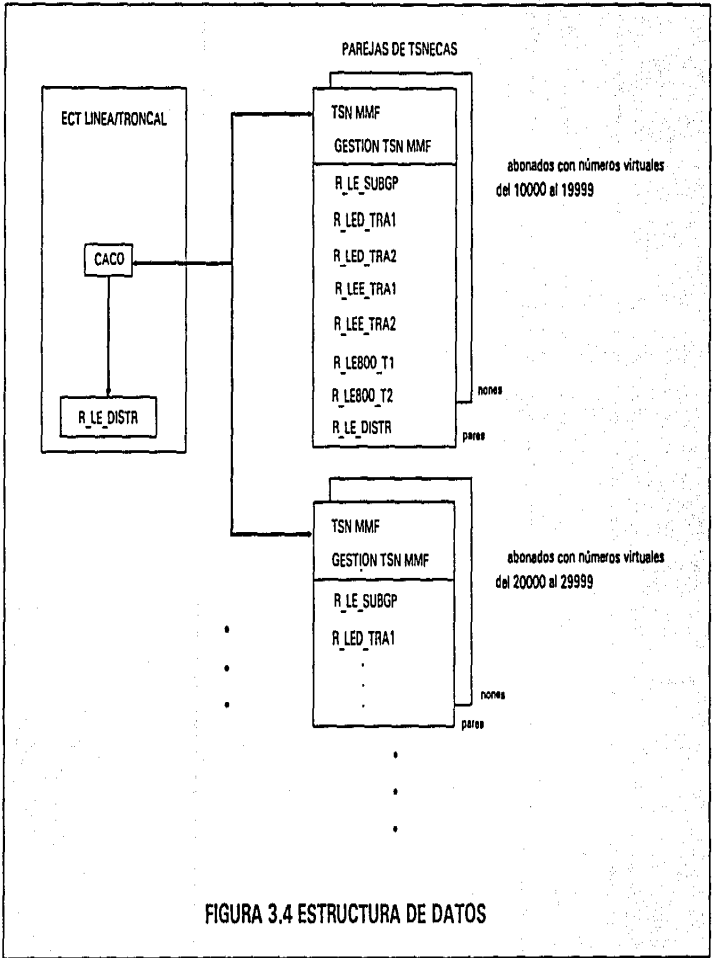 PAREJAS DE TSNECAS
ECT LINEA/TRONCAL
CACO
R_LE_DISTR
TSN MMF
GESTION TSN MMF
R_LE_SUBGP
R_LED_TRA1
R_LED_TRA2
R_LEE_TRA1
R_LEE_TRA2
R_LE800_T1
R_LE800_T2
R_LE_DISTR
nones
pares
abonados con números virtuales
del 10000 al 19999
TSN MMF
GESTION TSN MMF
R_LE_SUBGP
R_LED_TRA1
nones
pares
abonados con números virtuales
del 20000 al 29999
FIGURA 3.4 ESTRUCTURA DE DATOS